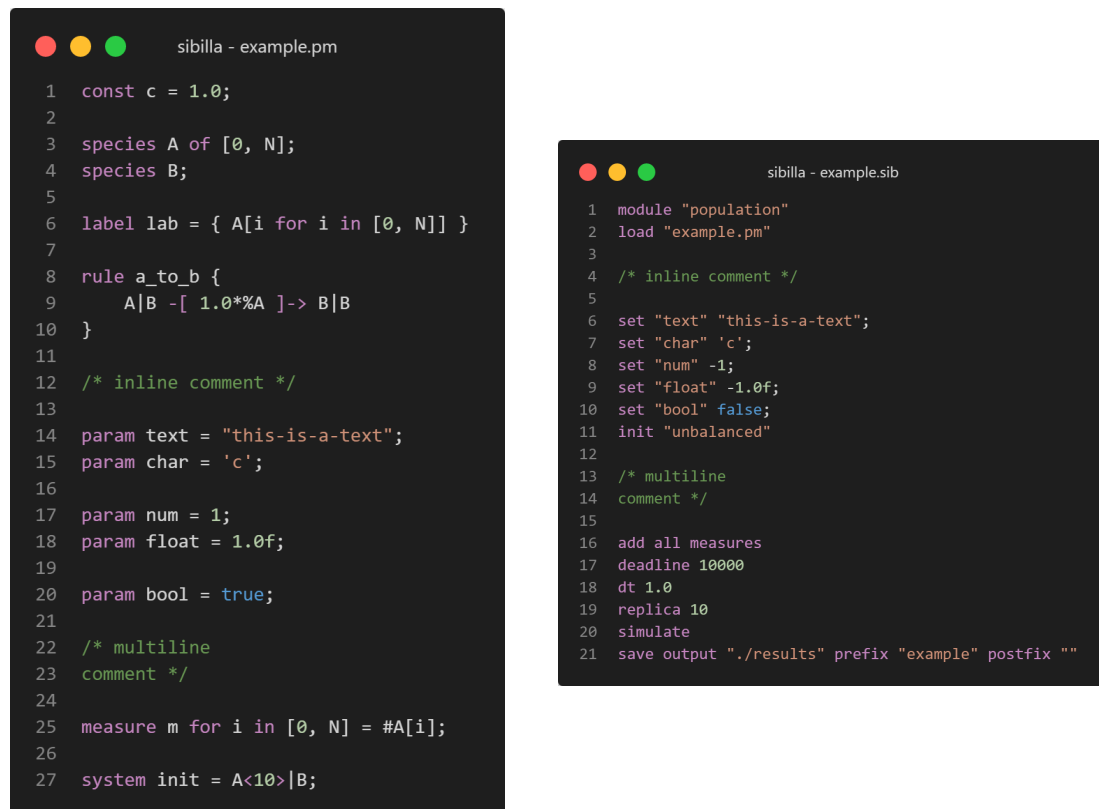 sibilla - example.pm
1 const c = 1.0;
2
3 species A of [0, N];
4 species B;
5
6 label lab = { A[i for i in [0, N]] }
7
8 rule a_to_b {
9     A|B -[ 1.0*%A ]-> B|B
10 }
11
12 /* inline comment */
13
14 param text = "this-is-a-text";
15 param char = 'c';
16
17 param num = 1;
18 param float = 1.0f;
19
20 param bool = true;
21
22 /* multiline
23 comment */
24
25 measure m for i in [0, N] = #A[i];
26
27 system init = A<10>|B;
sibilla - example.sib
1 module "population"
2 load "example.pm"
3
4 /* inline comment */
5
6 set "text" "this-is-a-text";
7 set "char" 'c';
8 set "num" -1;
9 set "float" -1.0f;
10 set "bool" false;
11 init "unbalanced"
12
13 /* multiline
14 comment */
15
16 add all measures
17 deadline 10000
18 dt 1.0
19 replica 10
20 simulate
21 save output "./results" prefix "example" postfix ""